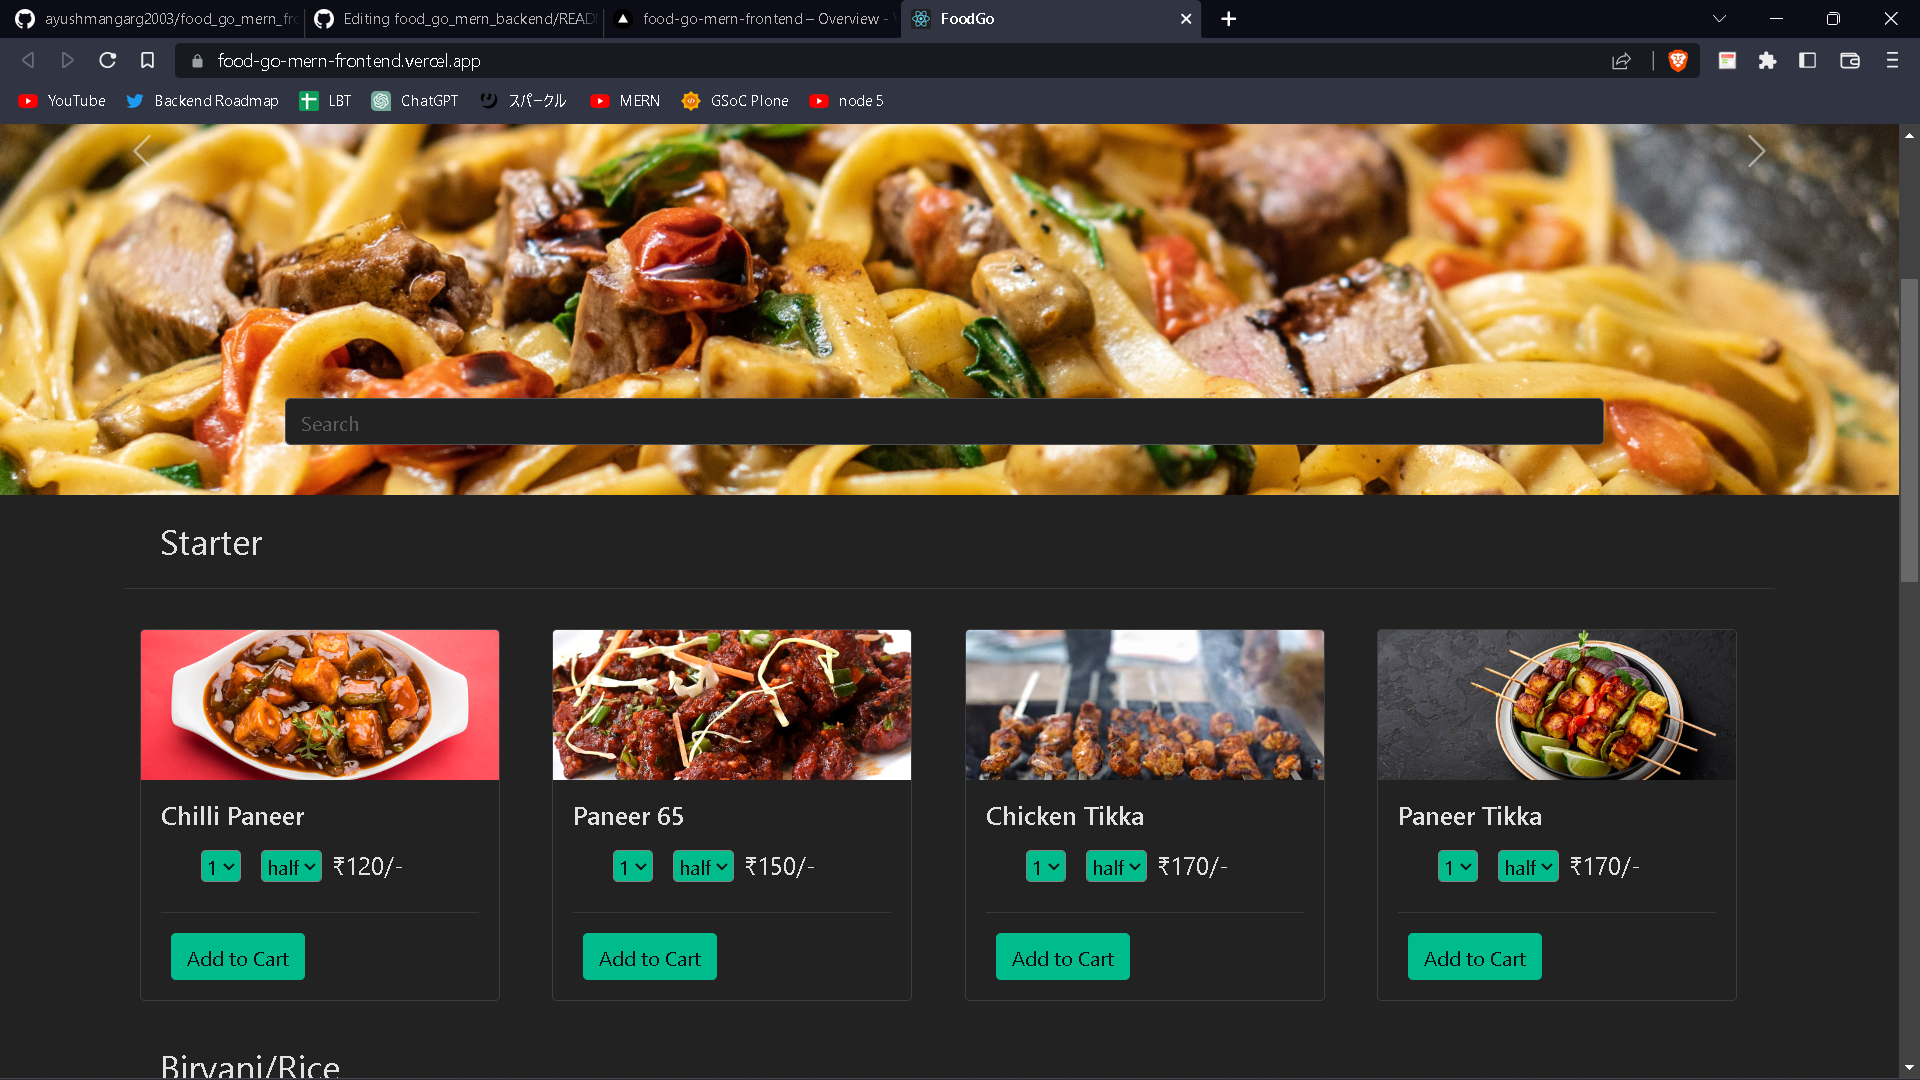 ayushmangarg2003/food_go_mern_fro
Editing food_go_mern_backend/READ
food-go-mern-frontend – Overview -
FoodGo
food-go-mern-frontend.vercel.app
YouTube
Backend Roadmap
LBT
ChatGPT
スパークル
MERN
GSoC Plone
node 5
Search
Starter
Chilli Paneer
1 half ₹120/-
Add to Cart
Paneer 65
1 half ₹150/-
Add to Cart
Chicken Tikka
1 half ₹170/-
Add to Cart
Paneer Tikka
1 half ₹170/-
Add to Cart
Biryani/Rice